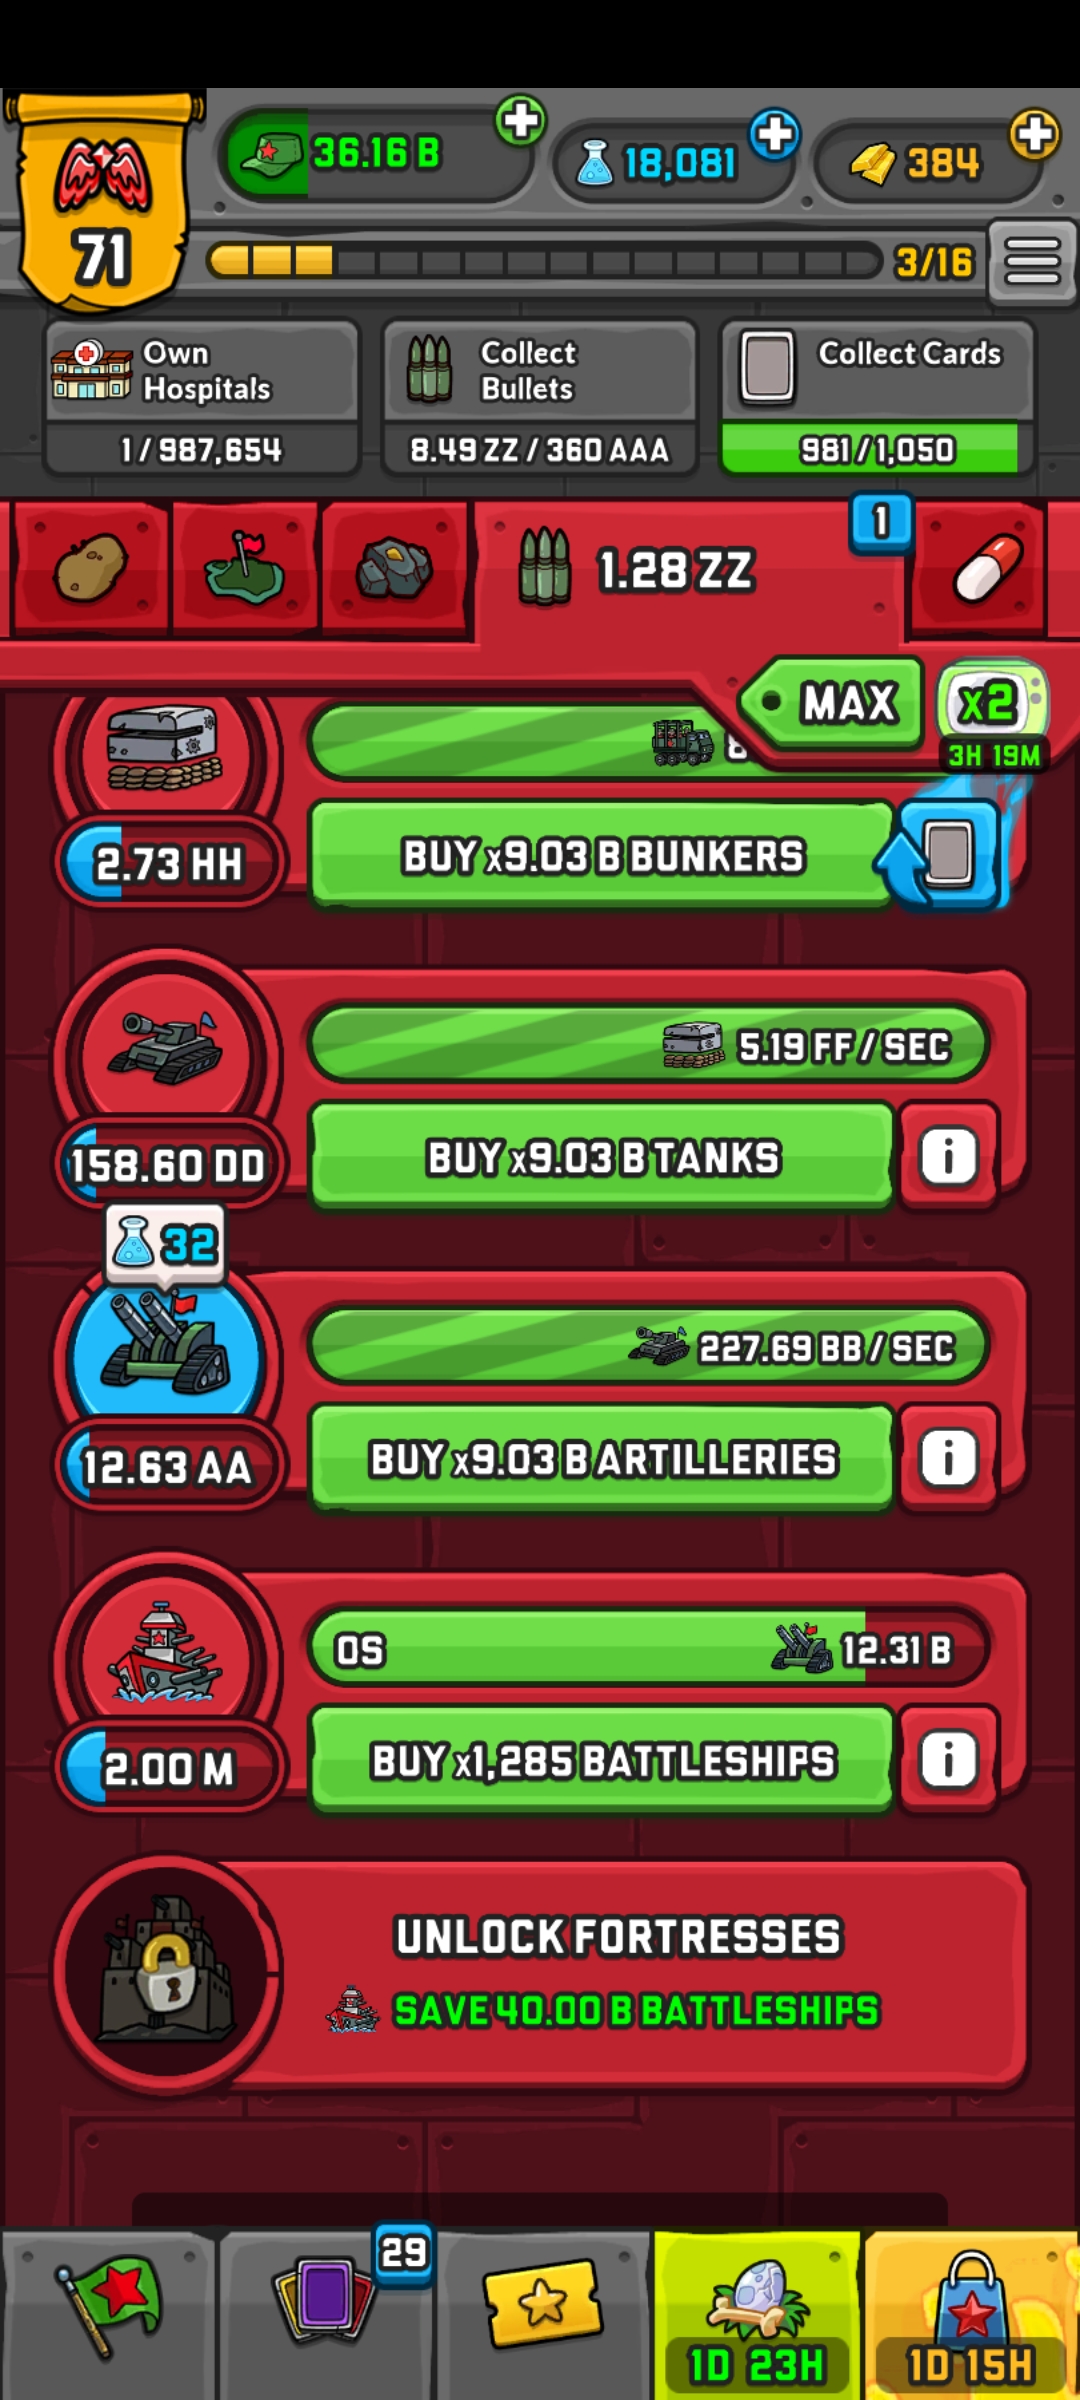 36.16 B
18,081
384
71
3/16
Own
Hospitals
1 / 987,654
Collect
Bullets
8.49 ZZ / 360 AAA
Collect Cards
981 / 1,050
1.28 ZZ
1
MAX
x2
3H 19M
2.73 HH
BUY x9.03 B BUNKERS
5.19 FF / SEC
158.60 DD
BUY x9.03 B TANKS
i
32
227.69 BB / SEC
12.63 AA
BUY x9.03 B ARTILLERIES
i
0S
12.31 B
2.00 M
BUY x1,285 BATTLESHIPS
i
UNLOCK FORTRESSES
SAVE 40.00 B BATTLESHIPS
29
1D 23H
1D 15H